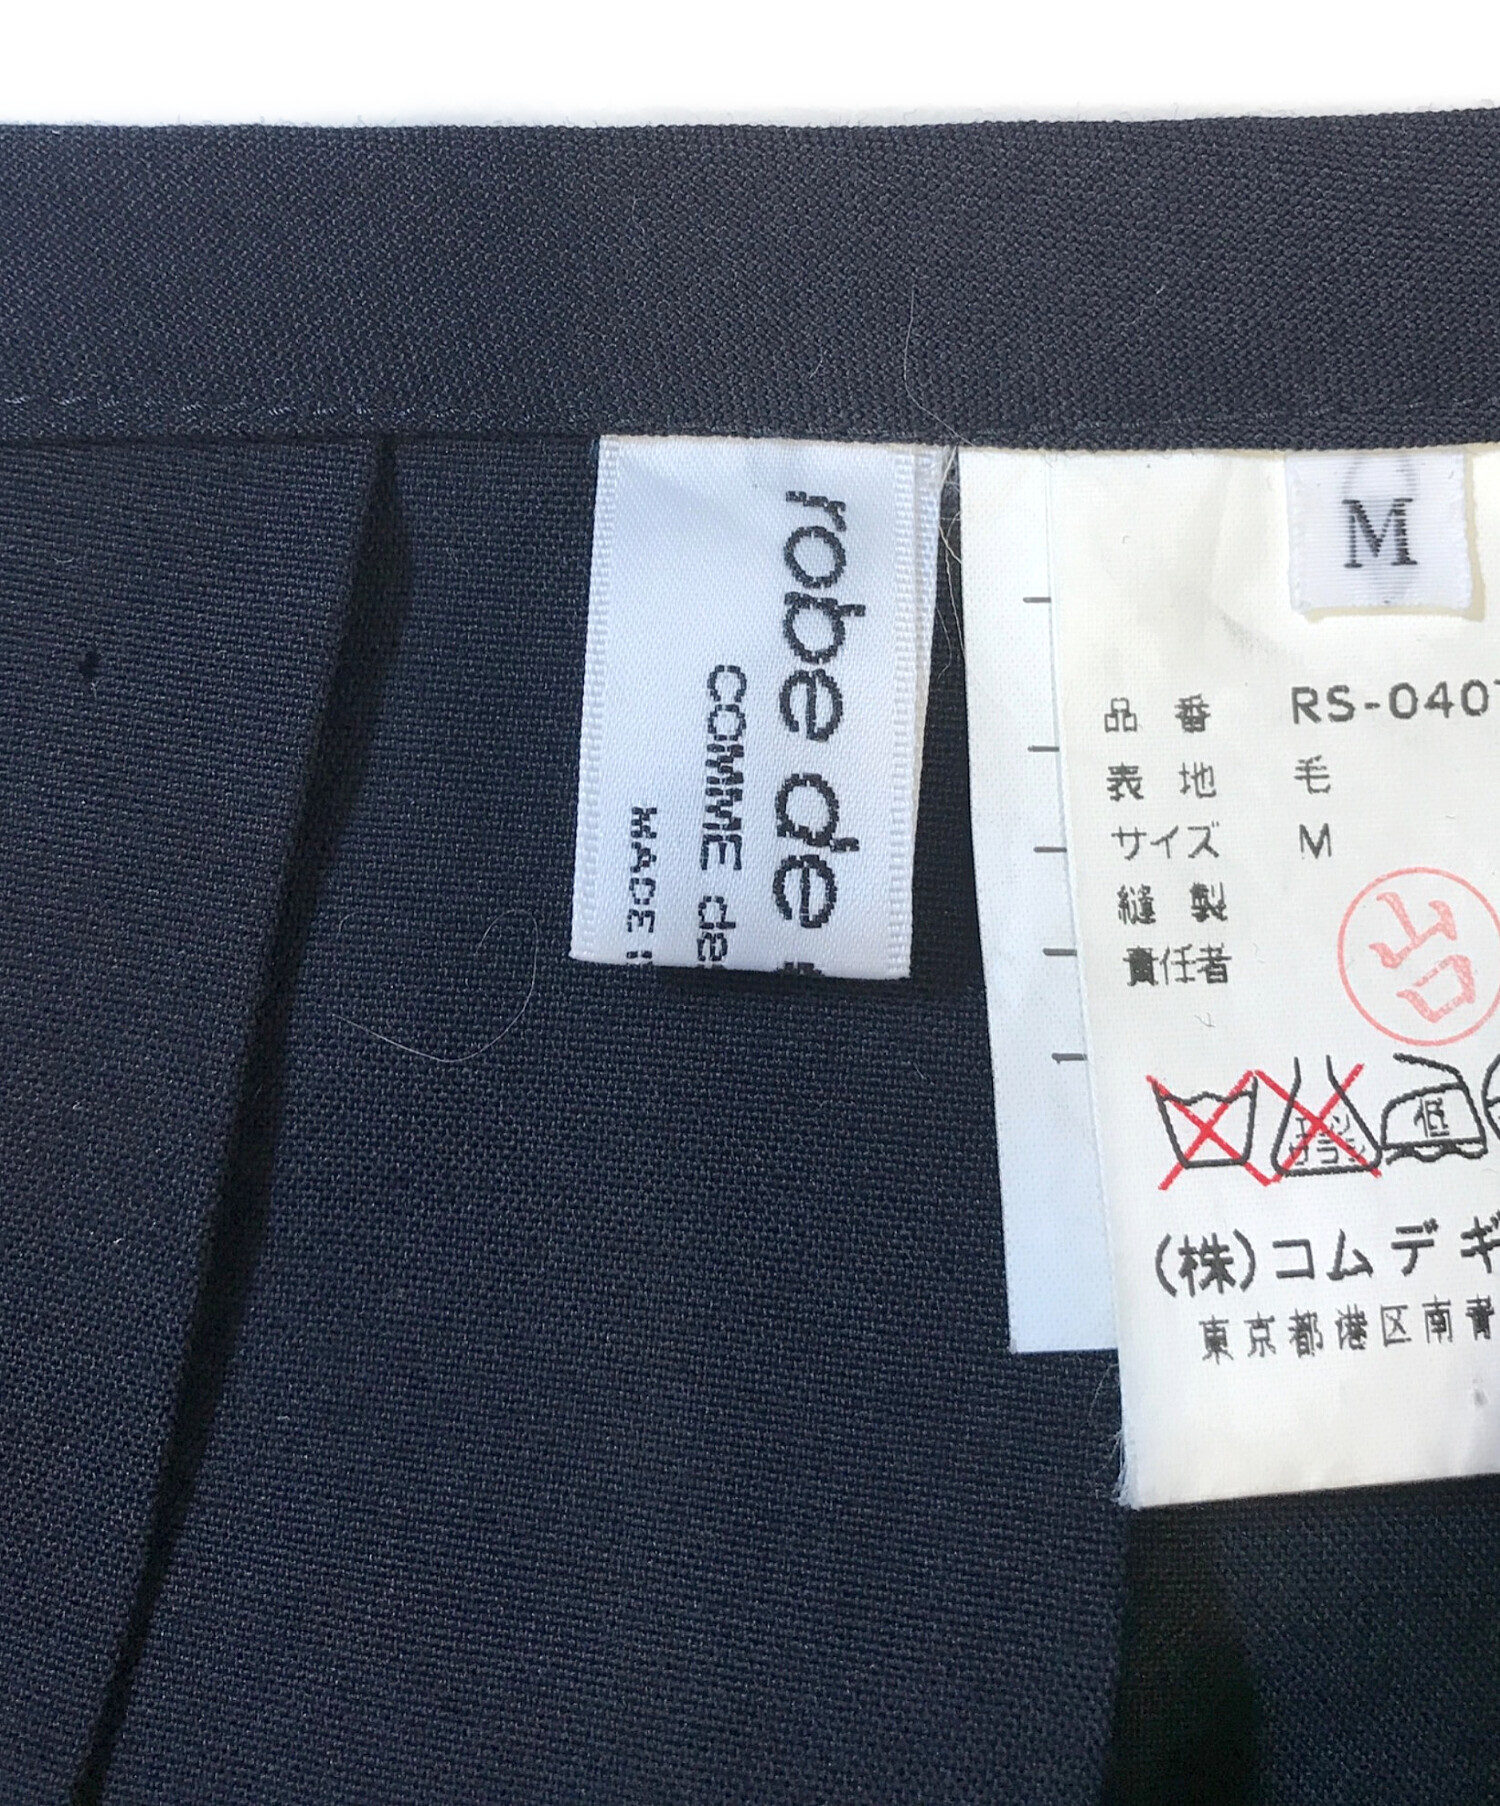 robe de
COMME de
MADE I
M
品番 RS-040
表地 毛
サイズ M
縫製
責任者
低
(株)コムデギ
東京都港区南青